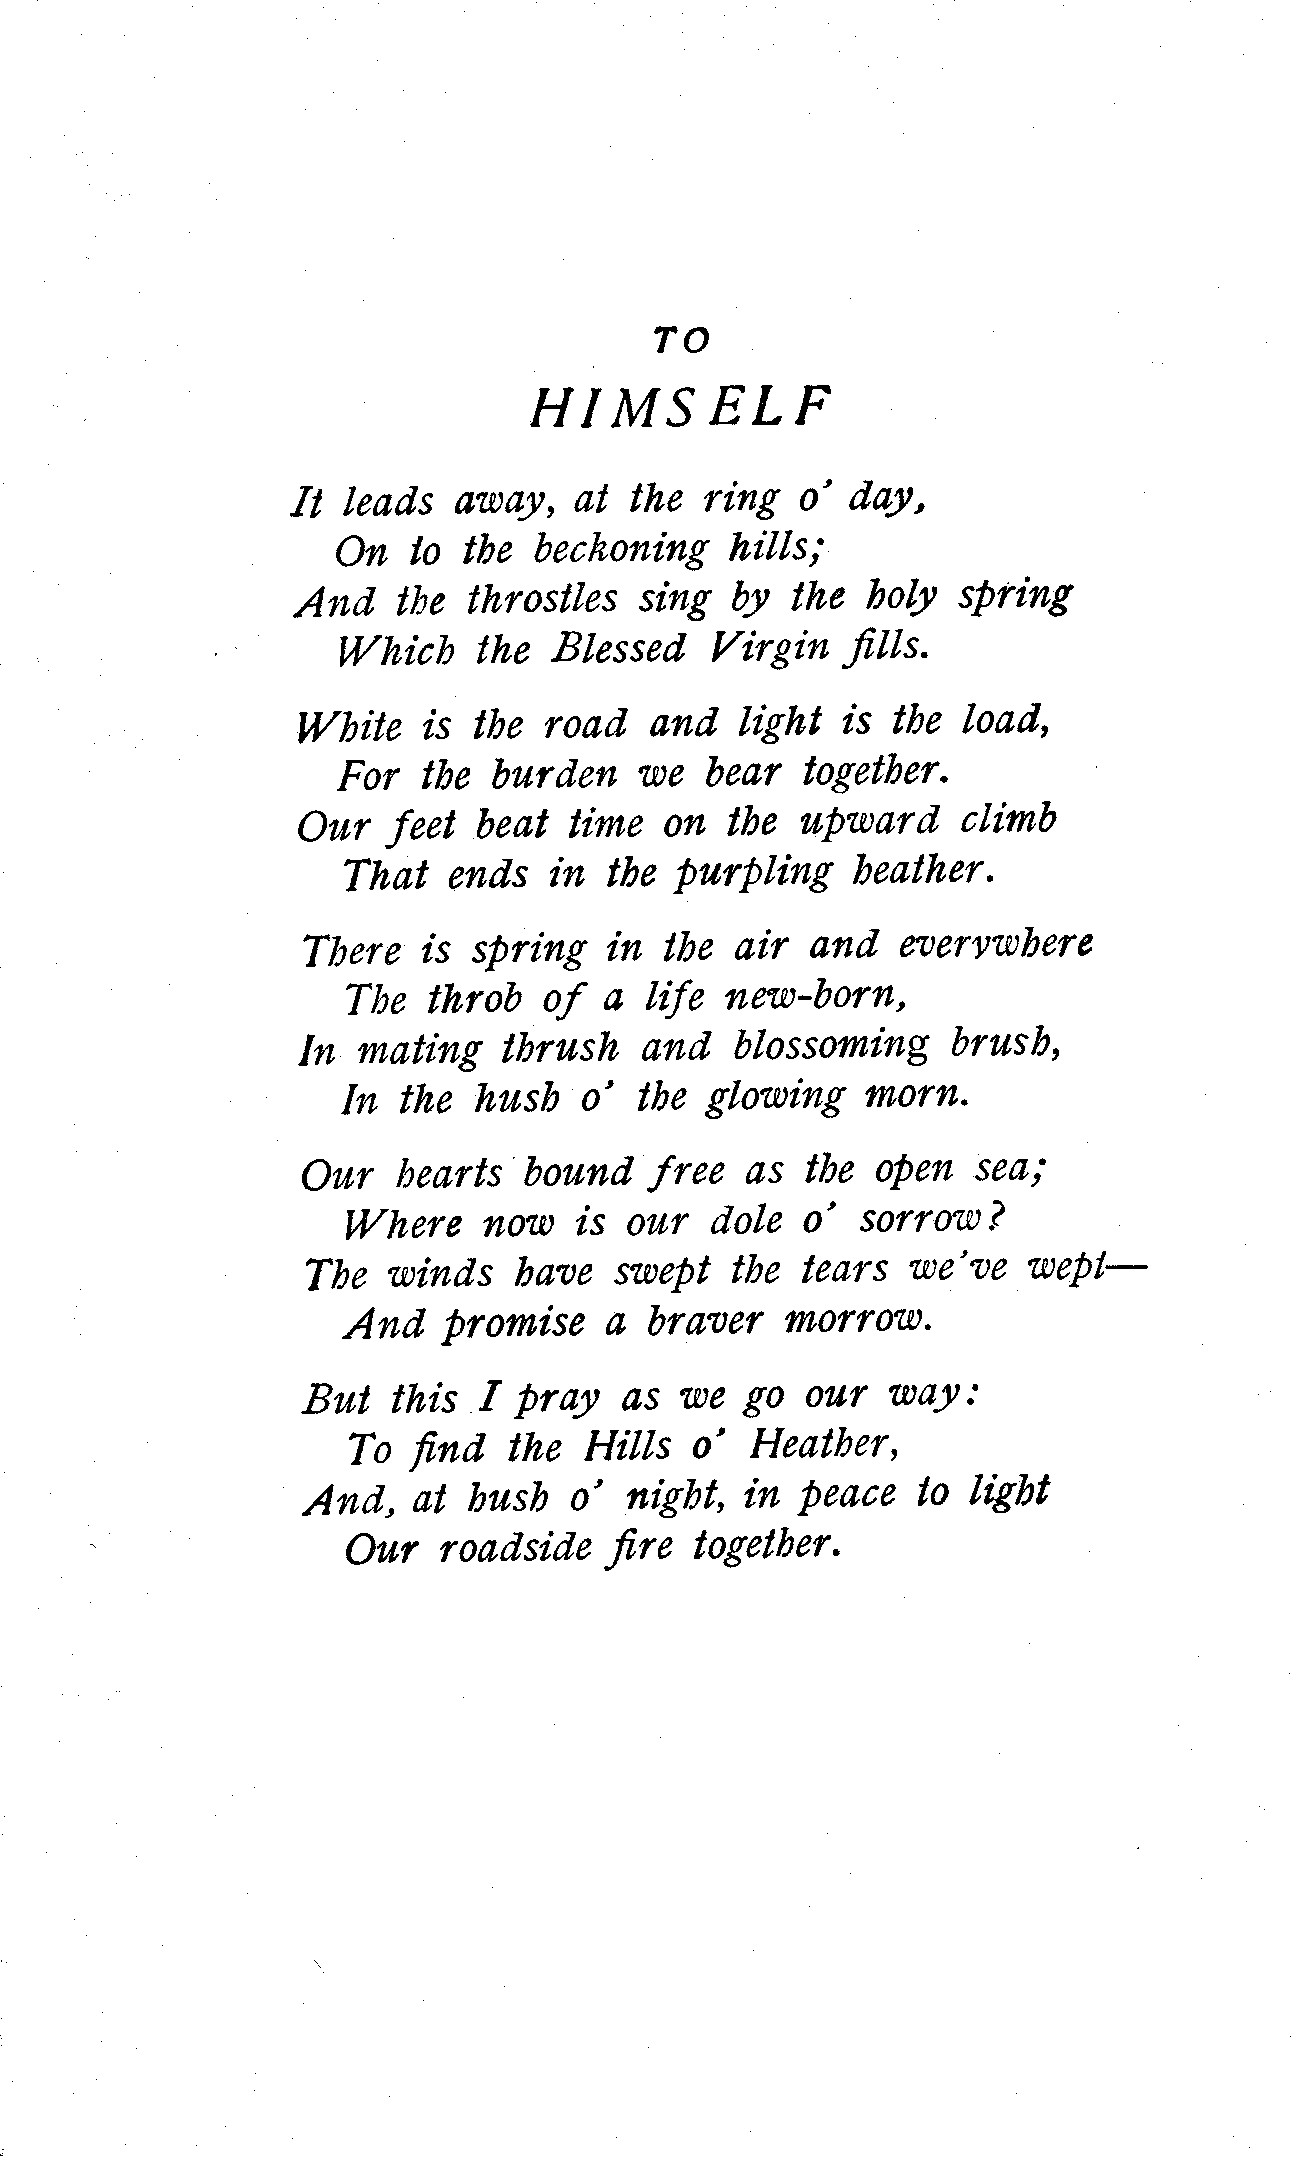 TO
HIMSELF
It leads away, at the ring o' day,
On to the beckoning hills;
And the throstles sing by the holy spring
Which the Blessed Virgin fills.
White is the road and light is the load,
For the burden we bear together.
Our feet beat time on the upward climb
That ends in the purpling heather.
There is spring in the air and everywhere
The throb of a life new-born,
In mating thrush and blossoming brush,
In the hush o' the glowing morn.
Our hearts bound free as the open sea;
Where now is our dole o' sorrow?
The winds have swept the tears we've wept—
And promise a braver morrow.
But this I pray as we go our way:
To find the Hills o' Heather,
And, at hush o' night, in peace to light
Our roadside fire together.